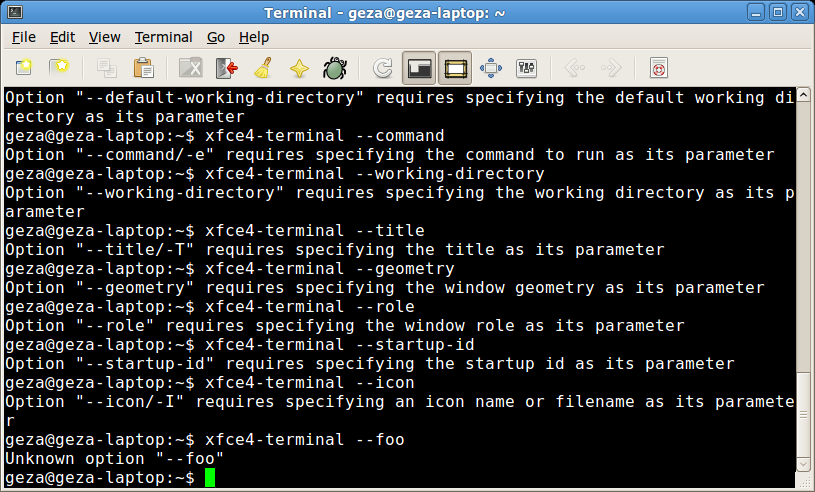 Terminal - geza@geza-laptop: ~
File Edit View Terminal Go Help
Option "--default-working-directory" requires specifying the default working di
rectory as its parameter
geza@geza-laptop:~$ xfce4-terminal --command
Option "--command/-e" requires specifying the command to run as its parameter
geza@geza-laptop:~$ xfce4-terminal --working-directory
Option "--working-directory" requires specifying the working directory as its p
arameter
geza@geza-laptop:~$ xfce4-terminal --title
Option "--title/-T" requires specifying the title as its parameter
geza@geza-laptop:~$ xfce4-terminal --geometry
Option "--geometry" requires specifying the window geometry as its parameter
geza@geza-laptop:~$ xfce4-terminal --role
Option "--role" requires specifying the window role as its parameter
geza@geza-laptop:~$ xfce4-terminal --startup-id
Option "--startup-id" requires specifying the startup id as its parameter
geza@geza-laptop:~$ xfce4-terminal --icon
Option "--icon/-I" requires specifying an icon name or filename as its paramete
r
geza@geza-laptop:~$ xfce4-terminal --foo
Unknown option "--foo"
geza@geza-laptop:~$